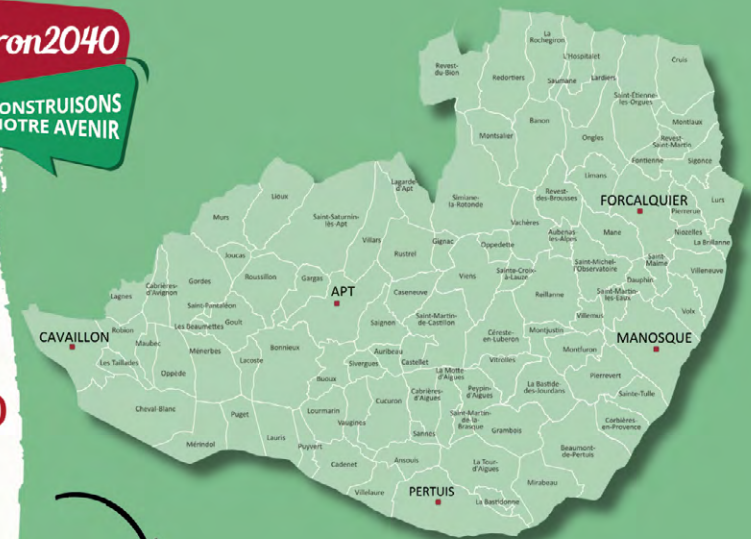 ron2040
ONSTRUISONS
OTRE AVENIR
La
Rochegiron
L'Hospitalet
Cruis
Revest-
du-Bion
Redortiers
Saumane
Lardiers
Saint-Étienne-
les-Orgues
Montlaux
Montsalier
Banon
Ongles
Revest-
Saint-Martin
Fontienne
Sigonce
Limans
Lagarde-
d'Apt
Simiane-
la-Rotonde
Revest-
des-Brousses
FORCALQUIER
Pierrerue
Lurs
Lioux
Saint-Saturnin-
lès-Apt
Murs
Vachères
Aubenas-
les-Alpes
Mane
Niozelles
La Brillanne
Villars
Rustrel
Gignac
Oppedette
Saint-Michel-
l'Observatoire
Saint-
Maime
Villeneuve
Joucas
Roussillon
Gargas
Viens
Sainte-Croix-
à-Lauze
Dauphin
Cabrières-
d'Avignon
Gordes
APT
Caseneuve
Reillanne
Saint-Martin-
les-Eaux
Lagnes
Saint-Pantaléon
Saint-Martin-
de-Castillon
Villemus
Volx
CAVAILLON
Robion
Les Beaumettes
Goult
Saignon
Céreste-
en-Luberon
Montjustin
MANOSQUE
Maubec
Ménerbes
Lacoste
Bonnieux
Auribeau
Castellet
Vitrolles
Montfuron
Les Taillades
Oppède
Sivergues
La Motte
d'Aigues
Pierrevert
Buoux
Cabrières-
d'Aigues
Peypin-
d'Aigues
La Bastide
des-Jourdans
Sainte-Tulle
Cheval-Blanc
Puget
Lourmarin
Cucuron
Vaugines
Saint-Martin-
de-la-
Brasque
Grambois
Corbières-
en-Provence
Mérindol
Lauris
Puyvert
Sannes
Beaumont-
de-Pertuis
Cadenet
Ansouis
La Tour-
d'Aigues
Mirabeau
Villelaure
PERTUIS
La Bastidonne